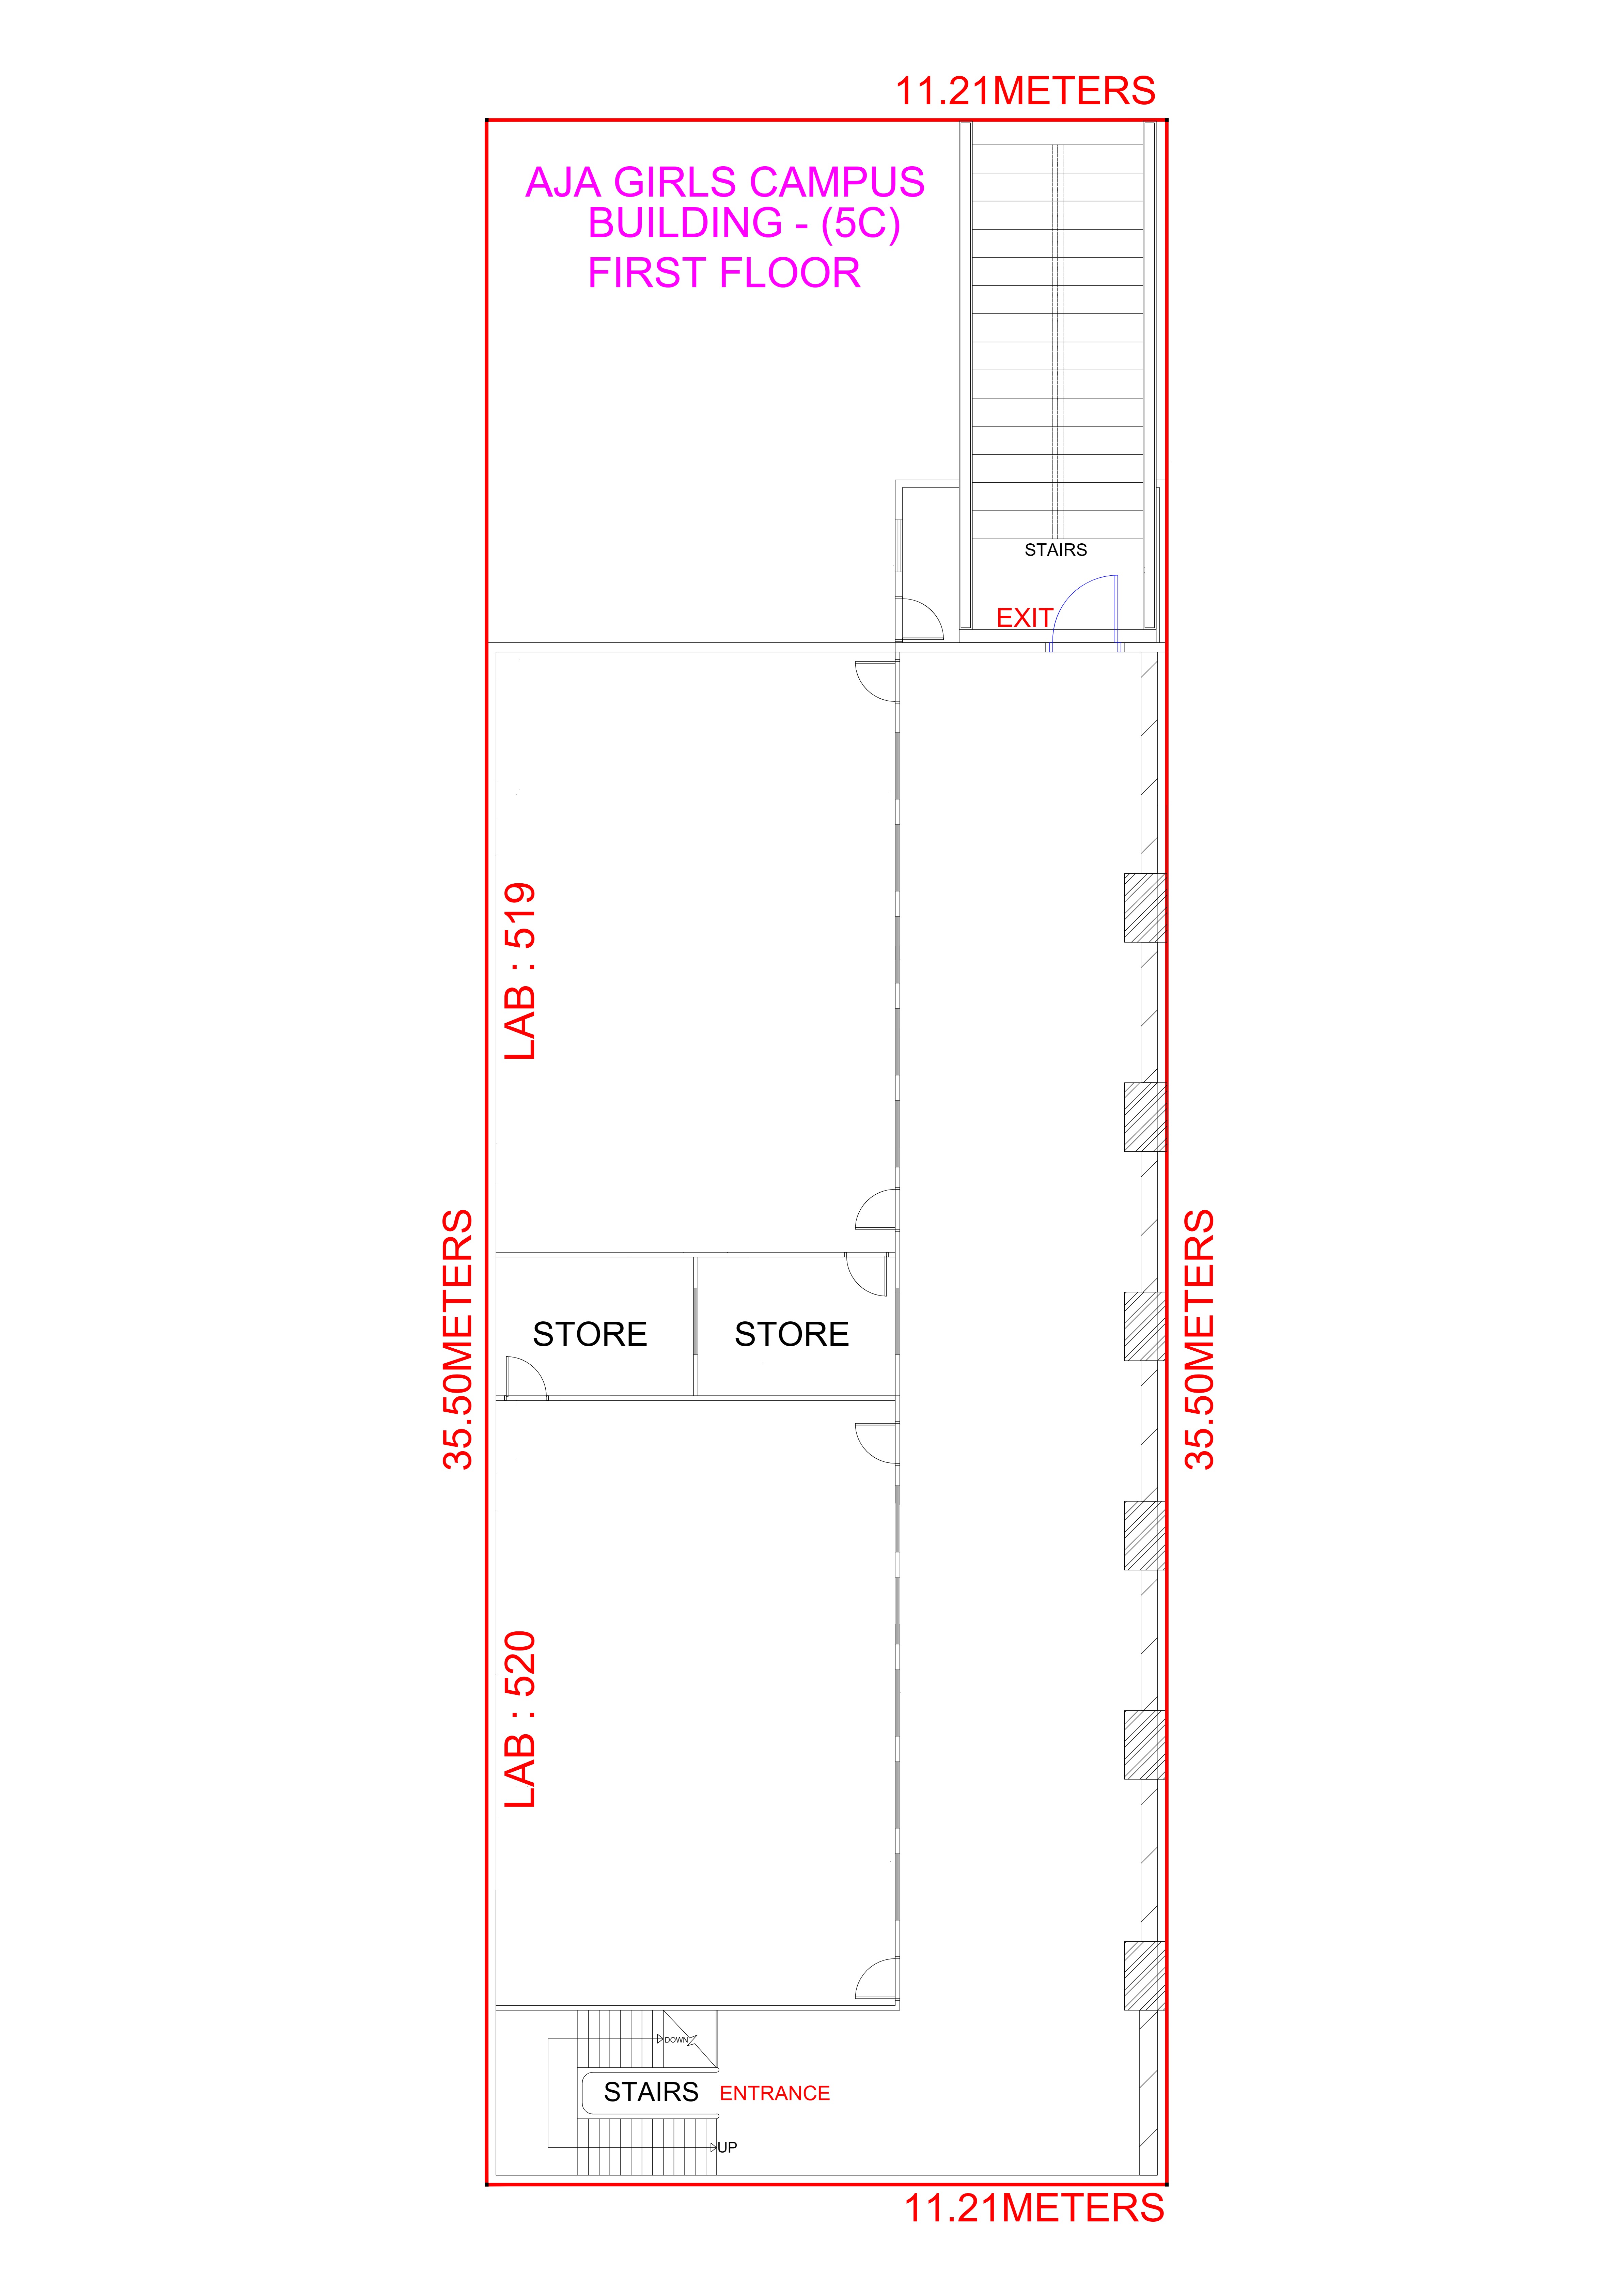 11.21METERS
AJA GIRLS CAMPUS
BUILDING - (5C)
FIRST FLOOR
STAIRS
EXIT
LAB : 519
35.50METERS
35.50METERS
STORE
STORE
LAB : 520
DOWN
STAIRS
ENTRANCE
UP
11.21METERS